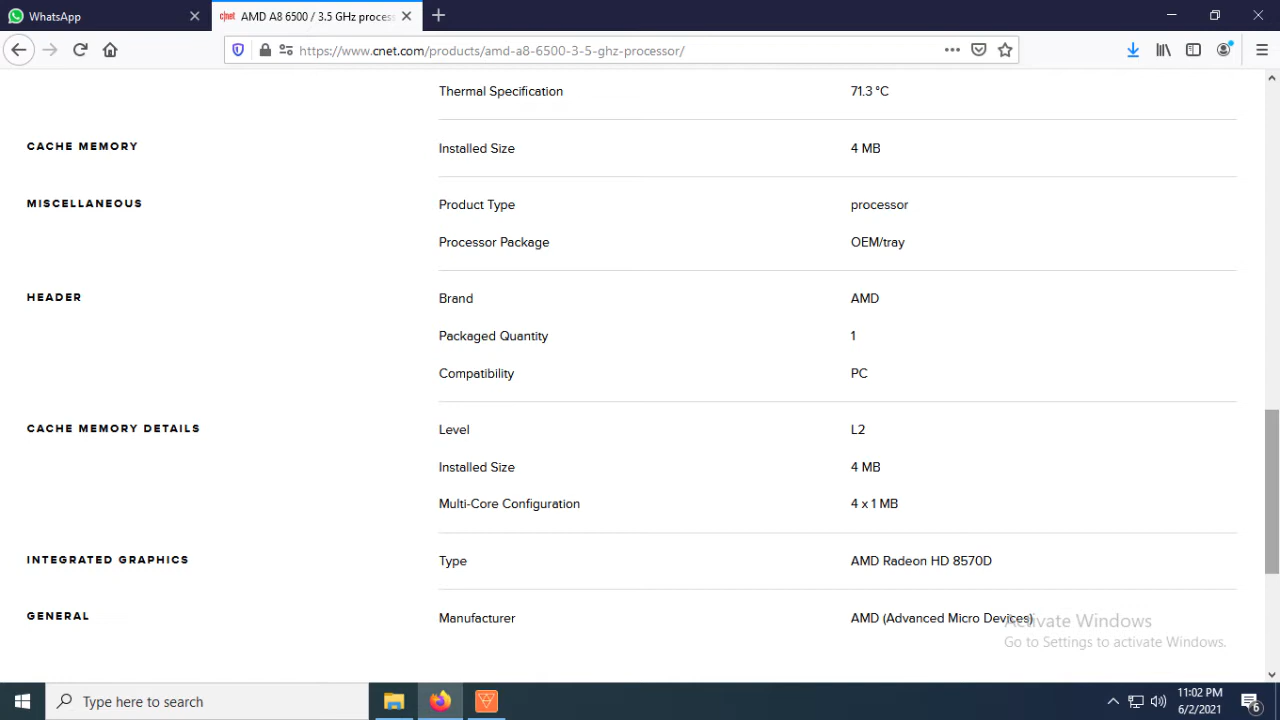 WhatsApp
AMD A8 6500 / 3.5 GHz process
https://www.cnet.com/products/amd-a8-6500-3-5-ghz-processor/
Thermal Specification 71.3 °C
CACHE MEMORY Installed Size 4 MB
MISCELLANEOUS Product Type processor
Processor Package OEM/tray
HEADER Brand AMD
Packaged Quantity 1
Compatibility PC
CACHE MEMORY DETAILS Level L2
Installed Size 4 MB
Multi-Core Configuration 4 x 1 MB
INTEGRATED GRAPHICS Type AMD Radeon HD 8570D
GENERAL Manufacturer AMD (Advanced Micro Devices)
Activate Windows
Go to Settings to activate Windows.
Type here to search
11:02 PM
6/2/2021
6